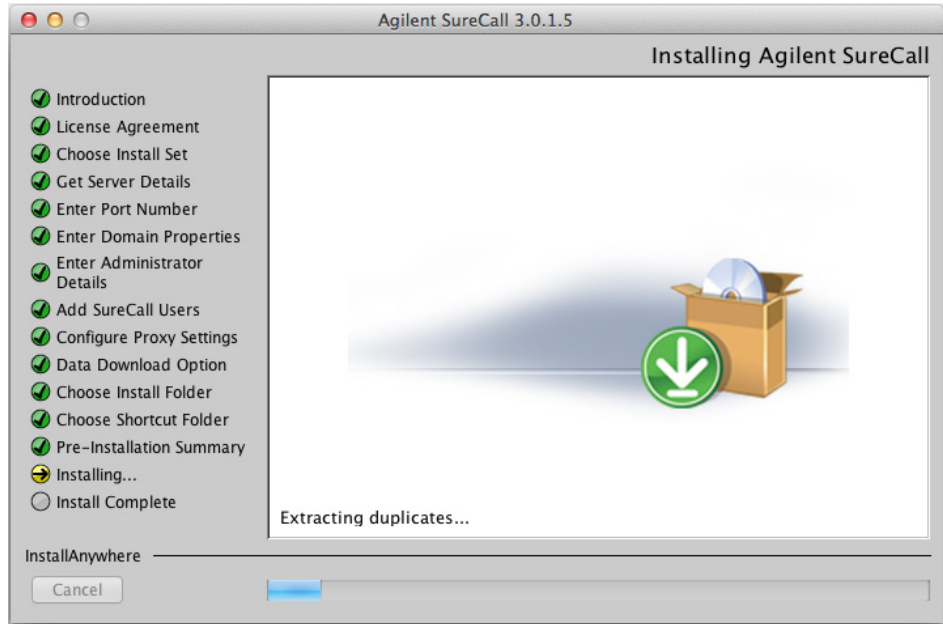 Agilent SureCall 3.0.1.5
Installing Agilent SureCall
Introduction
License Agreement
Choose Install Set
Get Server Details
Enter Port Number
Enter Domain Properties
Enter Administrator
Details
Add SureCall Users
Configure Proxy Settings
Data Download Option
Choose Install Folder
Choose Shortcut Folder
Pre-Installation Summary
Installing...
Install Complete
Extracting duplicates...
InstallAnywhere
Cancel